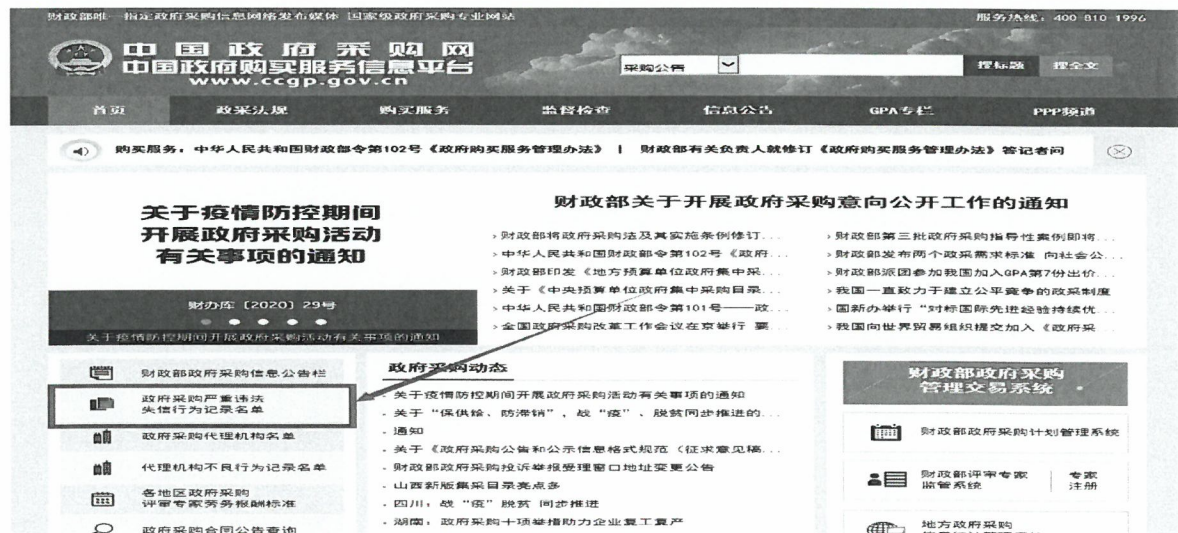 财政部唯一指定政府采购信息网络发布媒体 国家级政府采购专业网站
服务热线：400 810 1996
中国政府采购网
中国政府购买服务信息平台
www.ccgp.gov.cn
采购公告
搜标题 搜全文
首页 政采法规 购买服务 监督检查 信息公告 GPA专栏 PPP频道
购买服务：中华人民共和国财政部令第102号《政府购买服务管理办法》 | 财政部有关负责人就修订《政府购买服务管理办法》答记者问
关于疫情防控期间
开展政府采购活动
有关事项的通知
财办库〔2020〕29号
关于疫情防控期间开展政府采购活动有关事项的通知
财政部关于开展政府采购意向公开工作的通知
› 财政部将政府采购法及其实施条例修订...
› 中华人民共和国财政部令第102号《政府...
› 财政部印发《地方预算单位政府集中采...
› 关于《中央预算单位政府集中采购目录...
› 中华人民共和国财政部令第101号——政...
› 全国政府采购改革工作会议在京举行 要...
› 财政部第三批政府采购指导性案例即将...
› 财政部发布两个政采需求标准 向社会公...
› 财政部派团参加我国加入GPA第7份出价...
› 我国一直致力于建立公平竞争的政采制度
› 国新办举行“对标国际先进经验持续优...
› 我国向世界贸易组织提交加入《政府采
财政部政府采购信息公告栏
政府采购严重违法
失信行为记录名单
政府采购代理机构名单
代理机构不良行为记录名单
各地区政府采购
评审专家劳务报酬标准
政府采购合同公告查询
政府采购动态
· 关于疫情防控期间开展政府采购活动有关事项的通知
· 关于“保供给、防滞销”，战“疫”、脱贫同步推进的...
· 通知
· 关于《政府采购公告和公示信息格式规范（征求意见稿...
· 财政部政府采购投诉举报受理窗口地址变更公告
· 山西新版集采目录亮点多
· 四川：战“疫”脱贫 同步推进
· 湖南：政府采购十项举措助力企业复工复产
财政部政府采购
管理交易系统
财政部政府采购计划管理系统
财政部评审专家
监管系统
专家
注册
地方政府采购